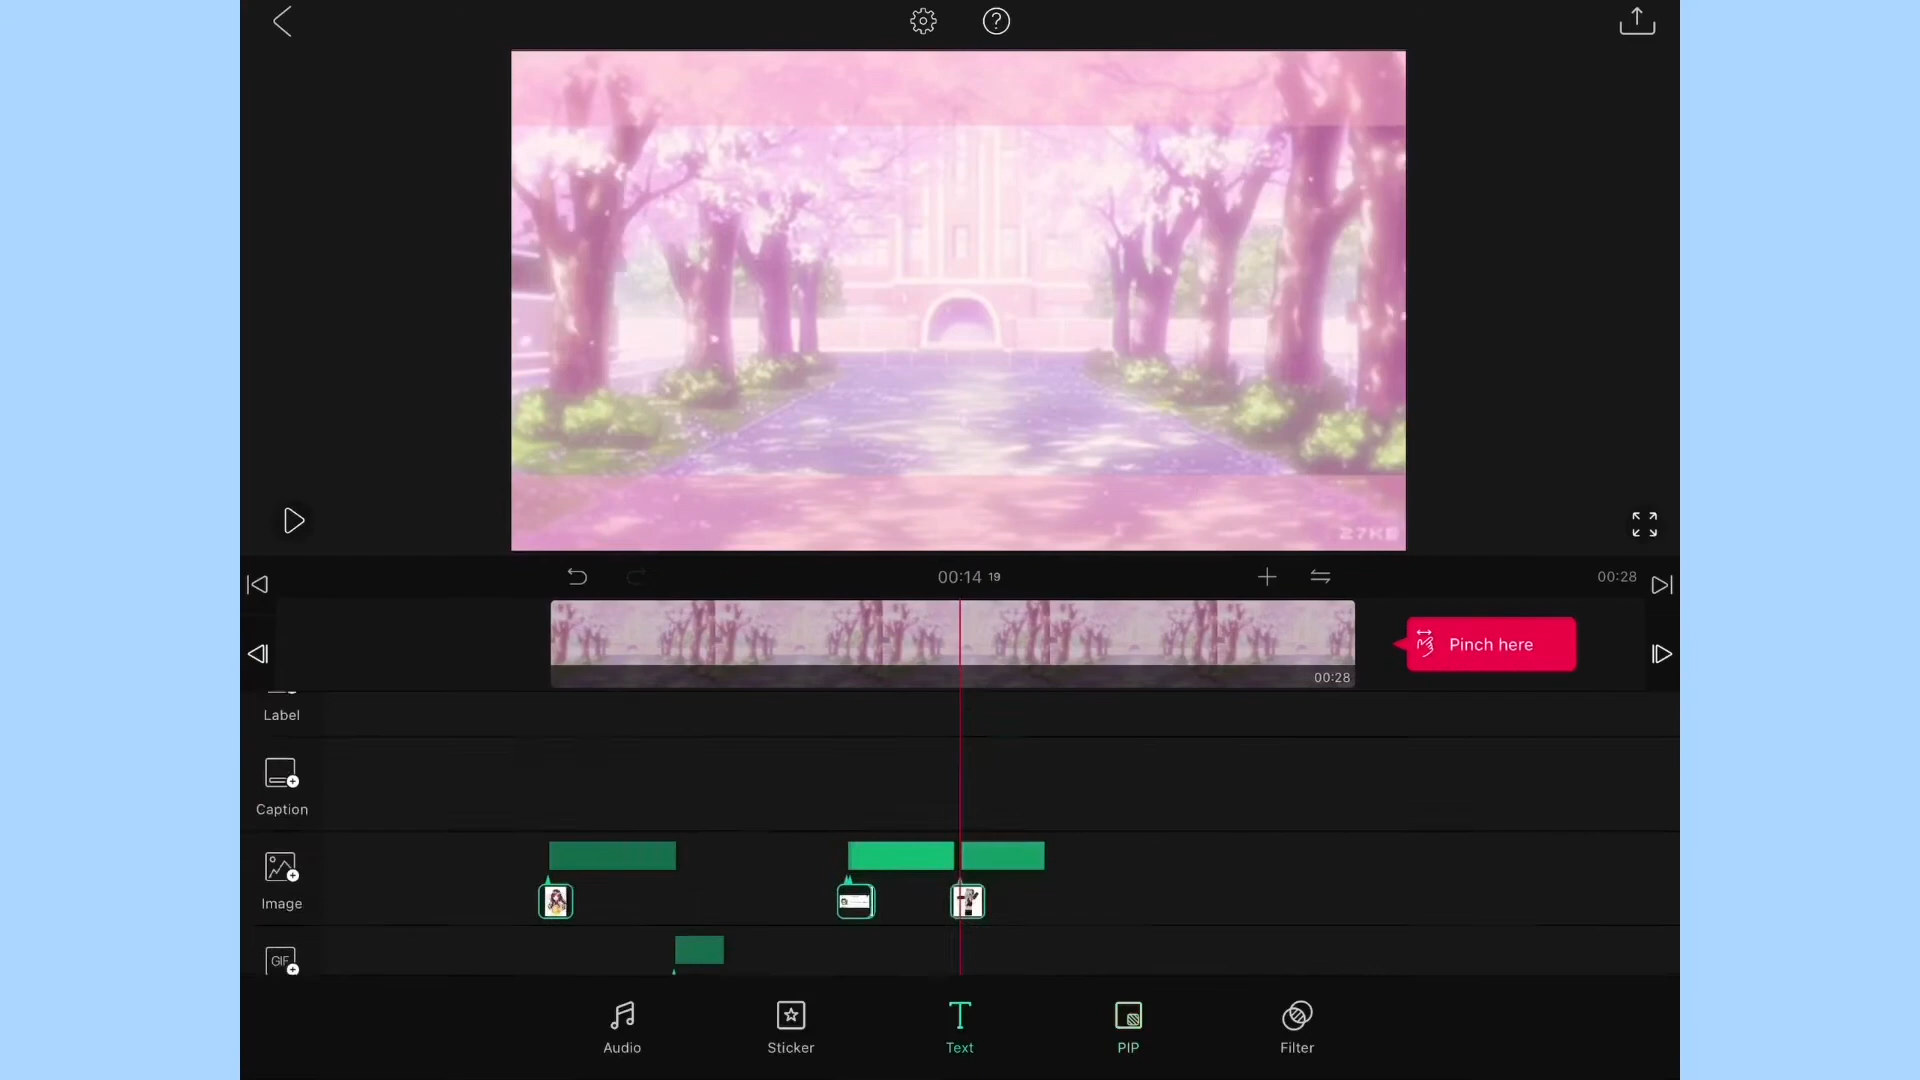 27KB
00:14 19
00:28
Pinch here
00:28
Label
Caption
Image
GIF
Audio
Sticker
Text
PIP
Filter